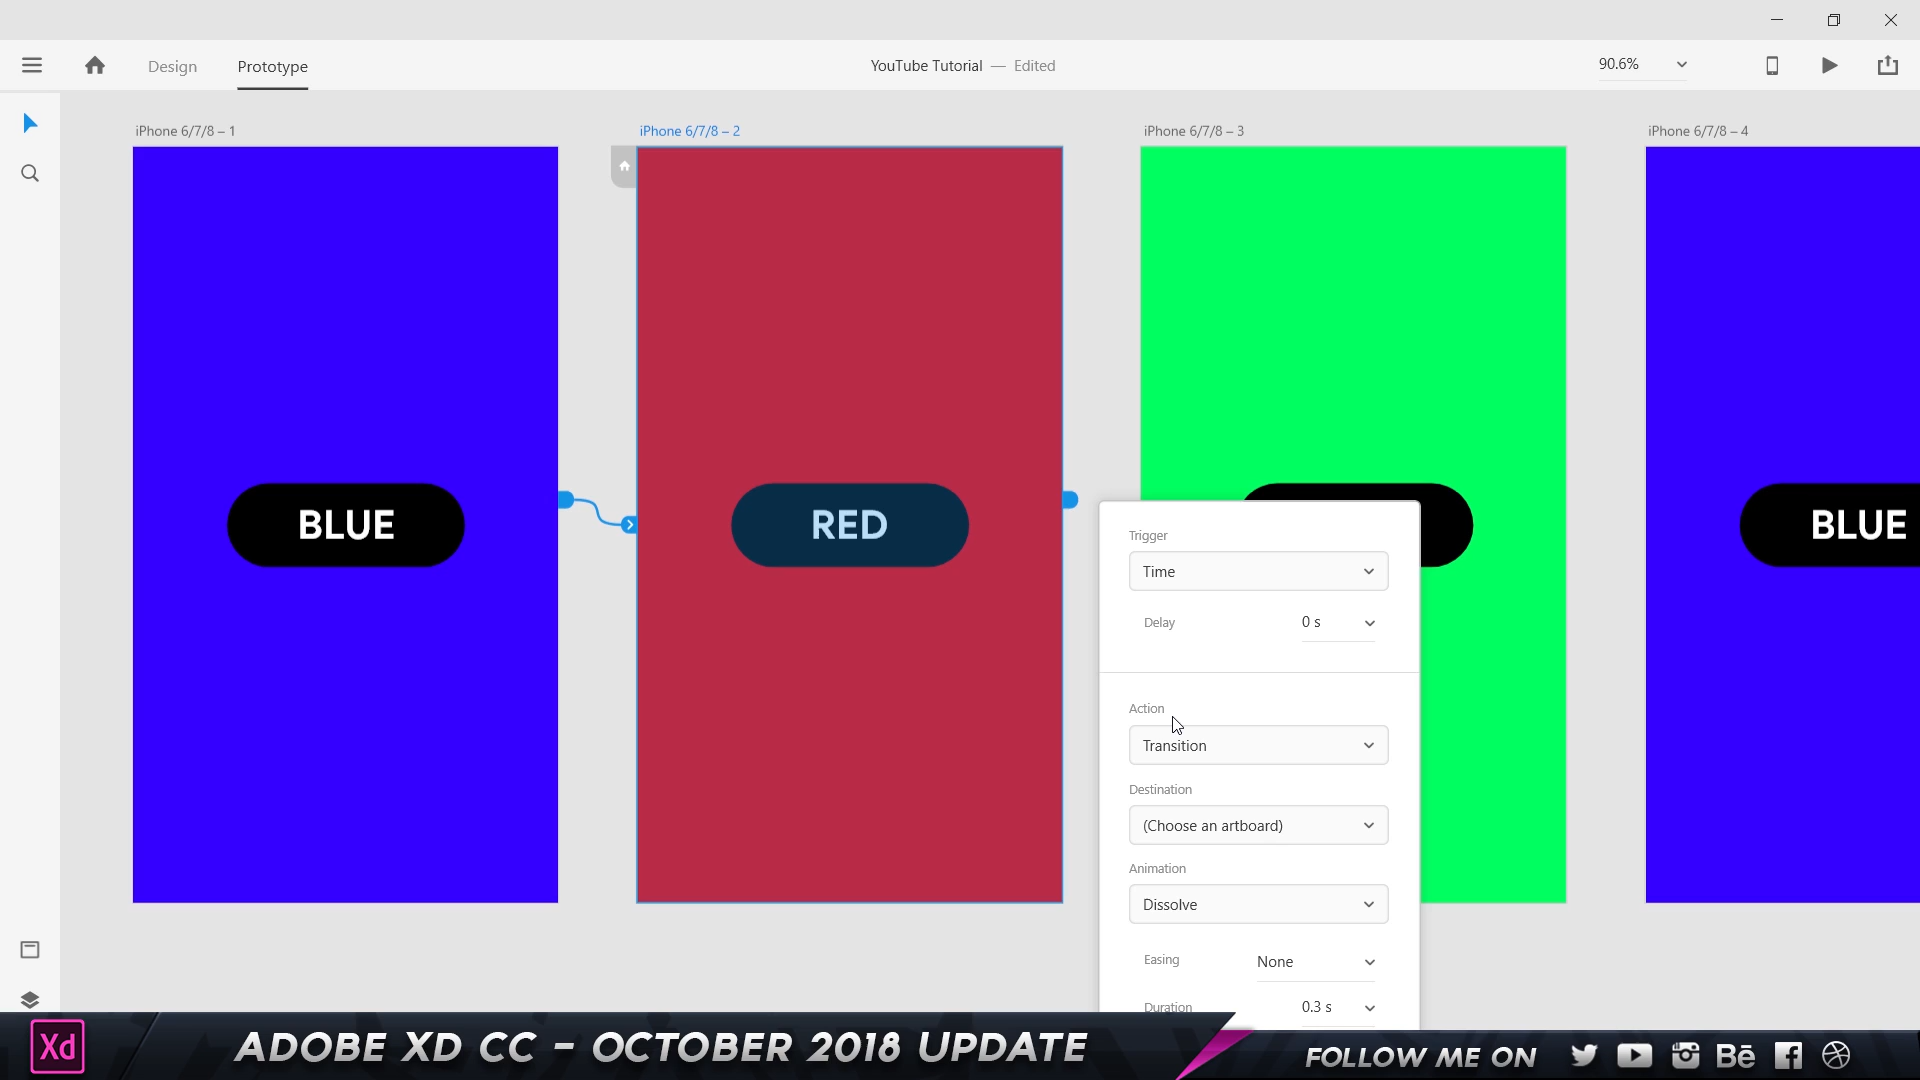 Design
Prototype
YouTube Tutorial — Edited
90.6%
iPhone 6/7/8 – 1
iPhone 6/7/8 – 2
iPhone 6/7/8 – 3
iPhone 6/7/8 – 4
BLUE
RED
BLUE
Trigger
Time
Delay
0 s
Action
Transition
Destination
(Choose an artboard)
Animation
Dissolve
Easing
None
Duration
0.3 s
Xd
ADOBE XD CC - OCTOBER 2018 UPDATE
FOLLOW ME ON
Bē